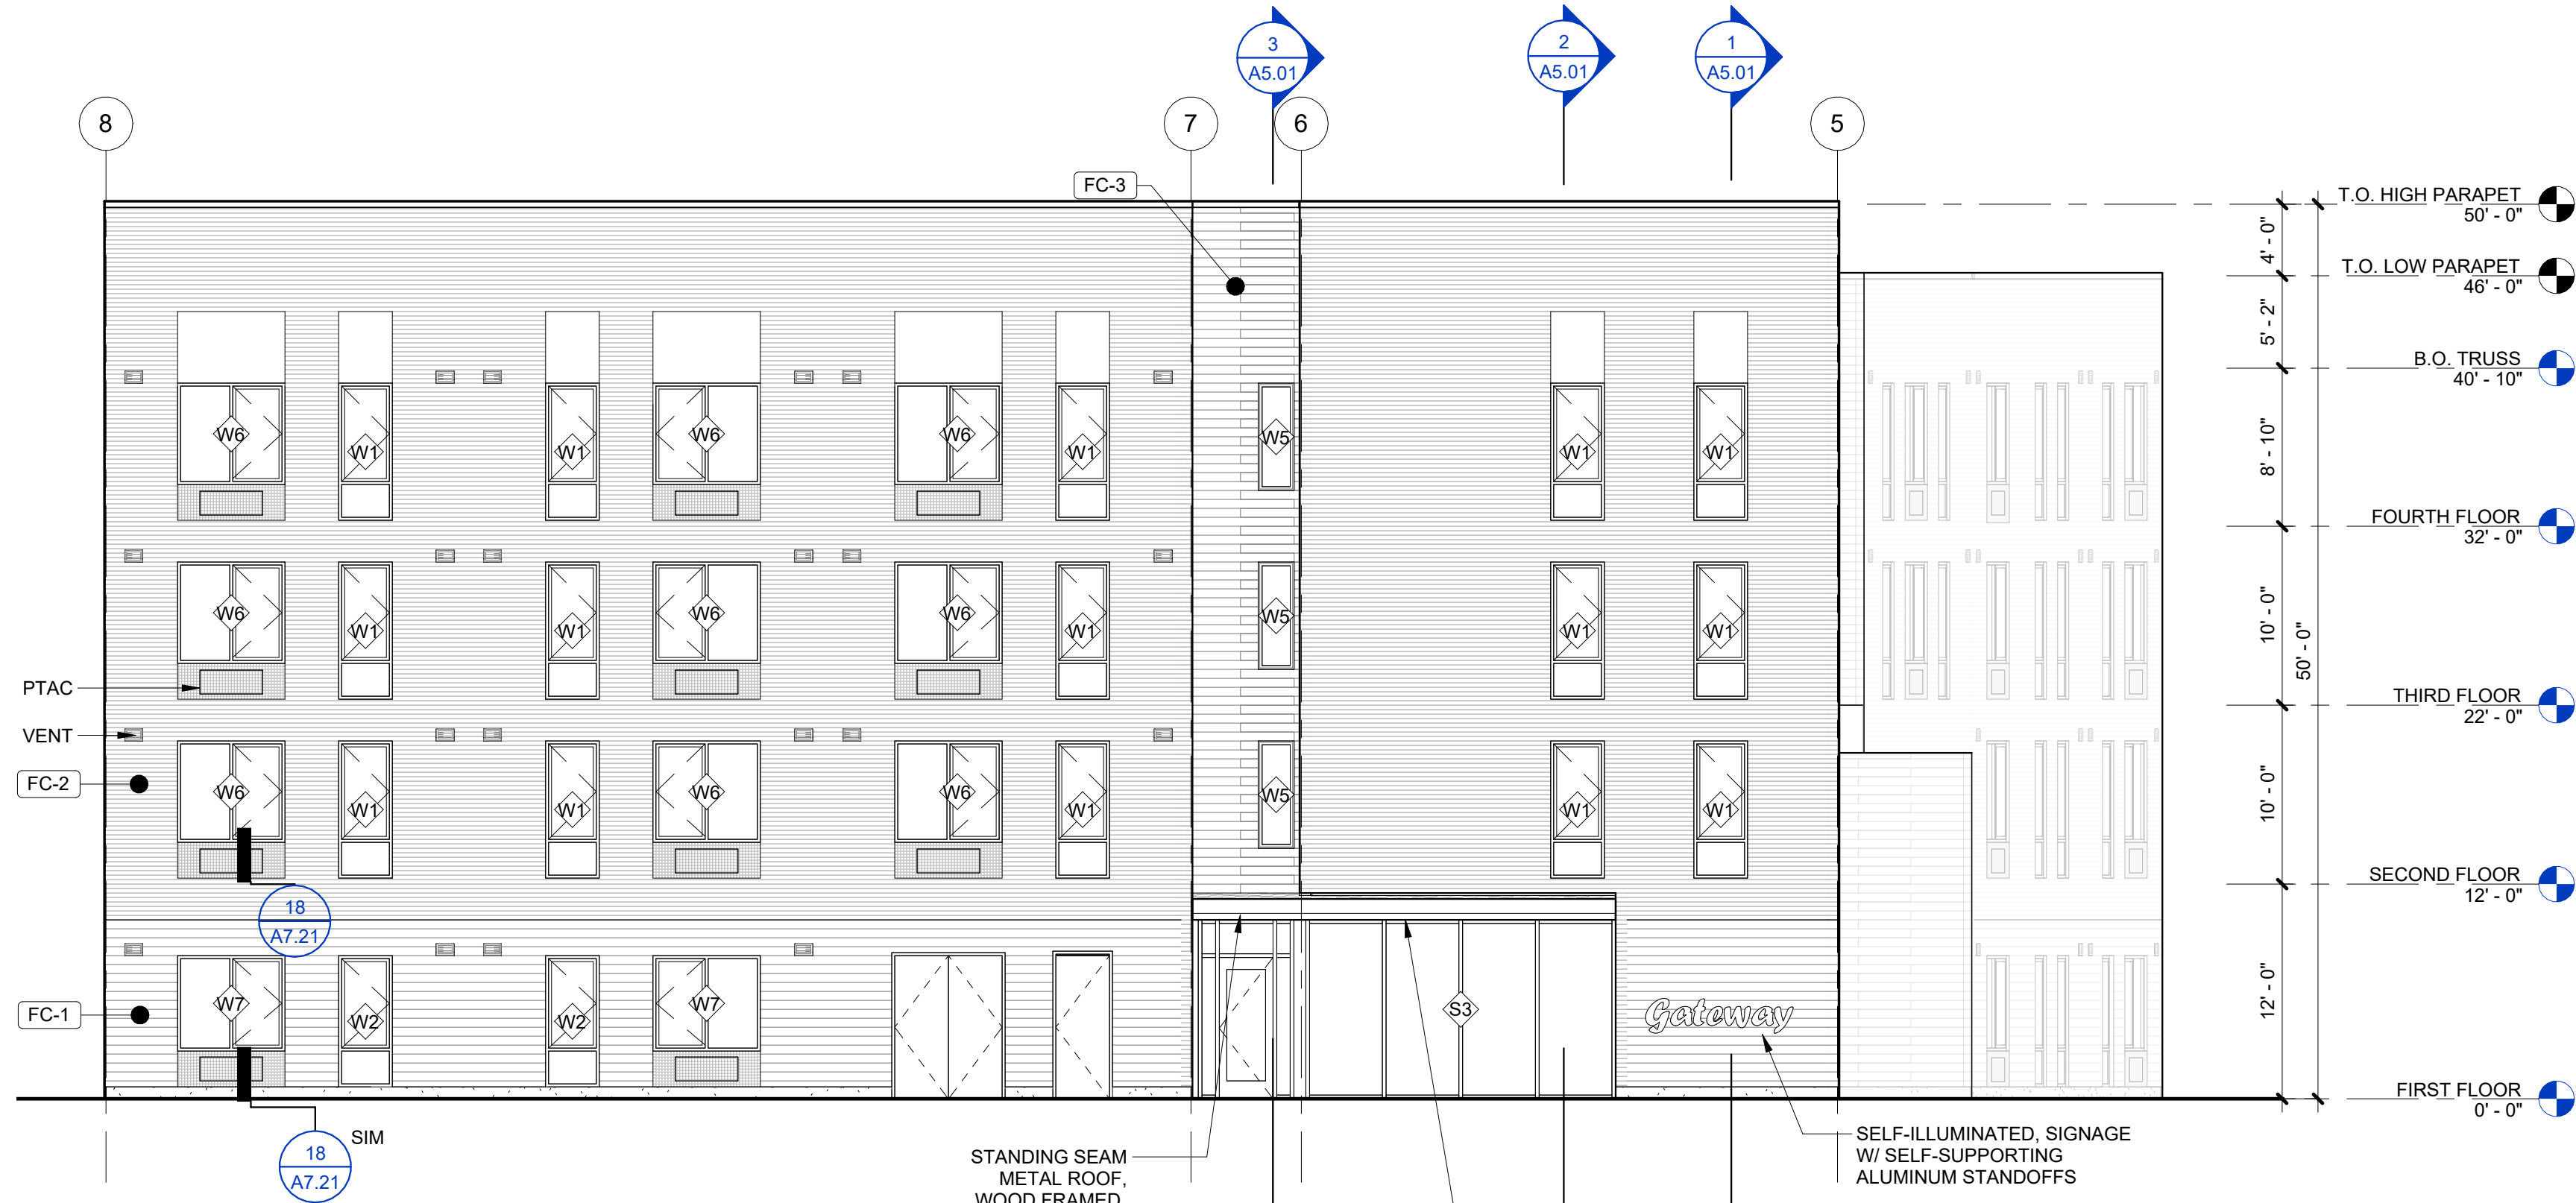 3
A5.01
2
A5.01
1
A5.01
8
7
6
5
FC-3
T.O. HIGH PARAPET
50' - 0"
4' - 0"
T.O. LOW PARAPET
46' - 0"
5' - 2"
B.O. TRUSS
40' - 10"
W6
W1
W1
W6
W6
W1
W5
W1
W1
8' - 10"
FOURTH FLOOR
32' - 0"
W6
W1
W1
W6
W6
W1
W5
W1
W1
10' - 0"
50' - 0"
PTAC
THIRD FLOOR
22' - 0"
VENT
FC-2
W6
W1
W1
W6
W6
W1
W5
W1
W1
10' - 0"
SECOND FLOOR
12' - 0"
18
A7.21
FC-1
W7
W2
W2
W7
S3
Gateway
12' - 0"
FIRST FLOOR
0' - 0"
18
A7.21
SIM
STANDING SEAM
METAL ROOF,
WOOD FRAMED
SELF-ILLUMINATED, SIGNAGE
W/ SELF-SUPPORTING
ALUMINUM STANDOFFS